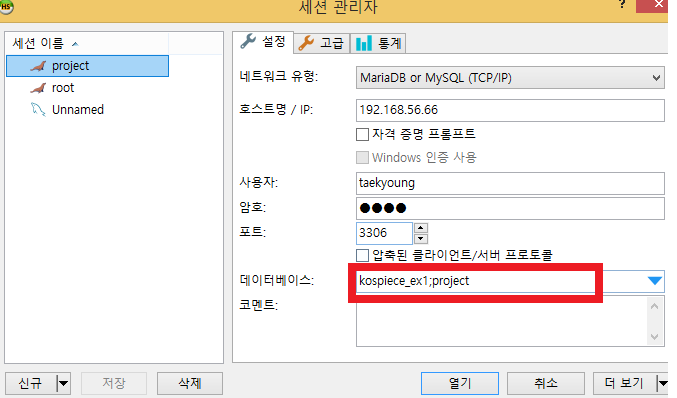 HS
세션 관리자
?
세션 이름
project
root
Unnamed
설정
고급
통계
네트워크 유형:
MariaDB or MySQL (TCP/IP)
호스트명 / IP:
192.168.56.66
자격 증명 프롬프트
Windows 인증 사용
사용자:
taekyoung
암호:
●●●●
포트:
3306
압축된 클라이언트/서버 프로토콜
데이터베이스:
kospiece_ex1;project
코멘트:
신규
저장
삭제
열기
취소
더 보기